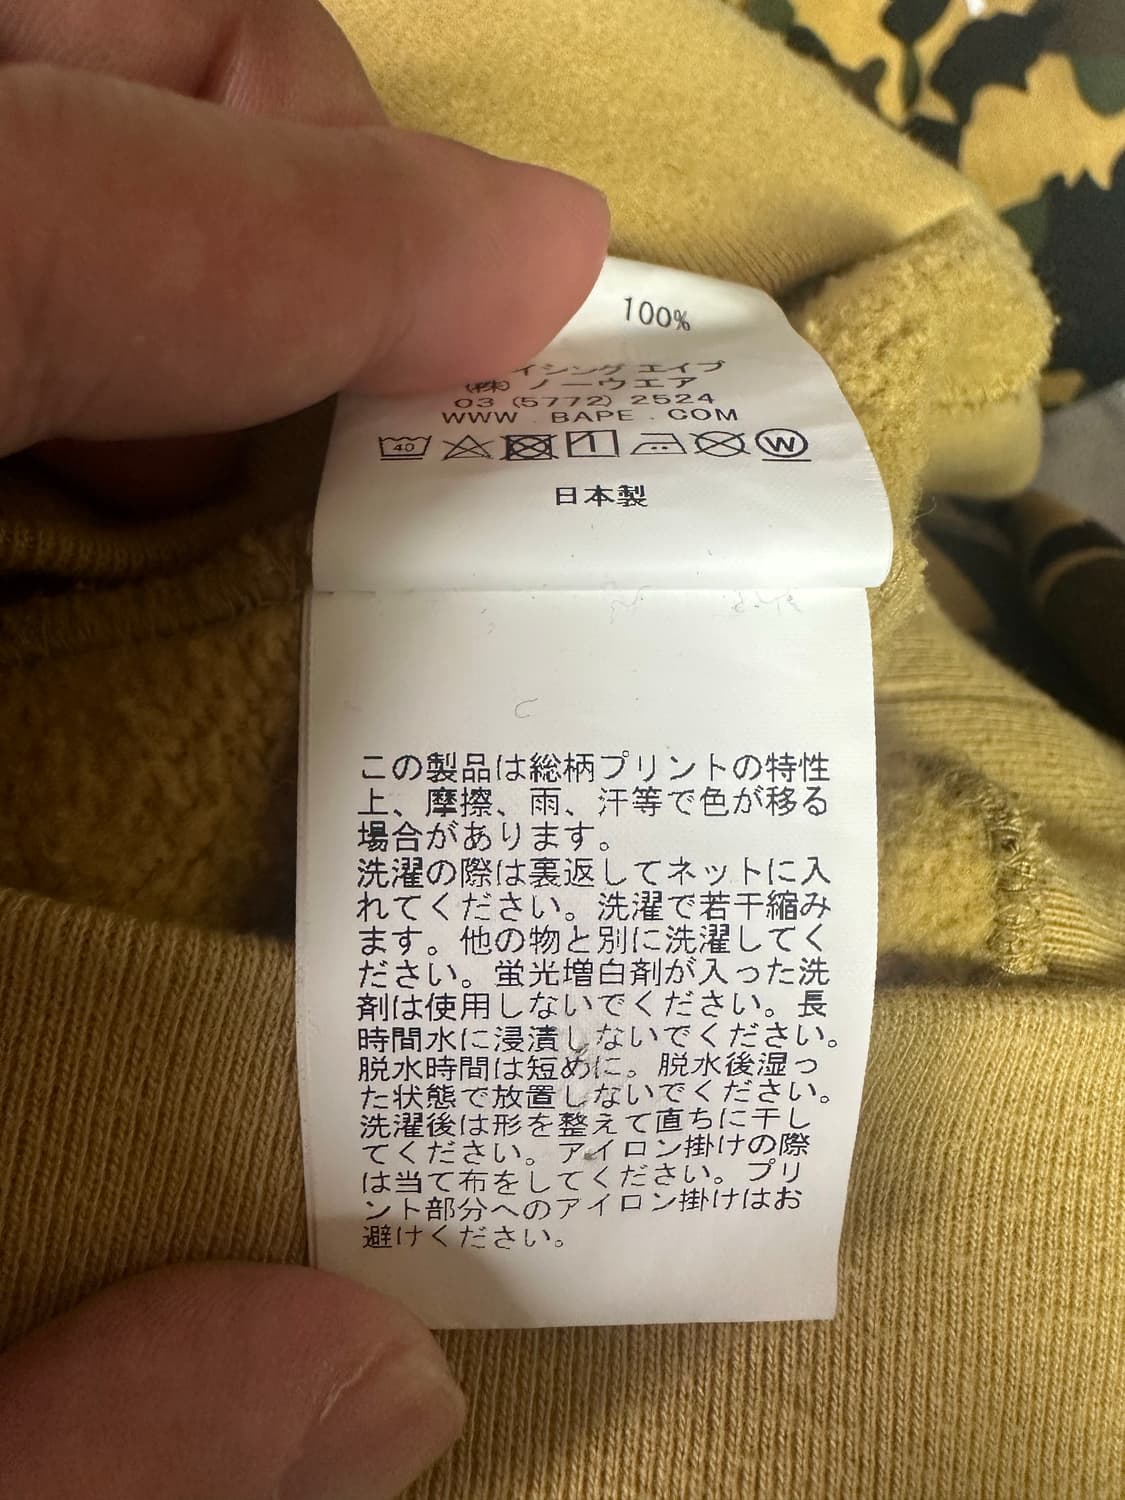 100%
イシング エイプ
(株) ノーウエア
03 (5772) 2524
WWW . BAPE . COM
40
W
日本製
この製品は総柄プリントの特性
上、摩擦、雨、汗等で色が移る
場合があります。
洗濯の際は裏返してネットに入
れてください。洗濯で若干縮み
ます。他の物と別に洗濯してく
ださい。蛍光増白剤が入った洗
剤は使用しないでください。長
時間水に浸漬しないでください。
脱水時間は短めに。脱水後湿っ
た状態で放置しないでください。
洗濯後は形を整えて直ちに干し
てください。アイロン掛けの際
は当て布をしてください。プリ
ント部分へのアイロン掛けはお
避けください。